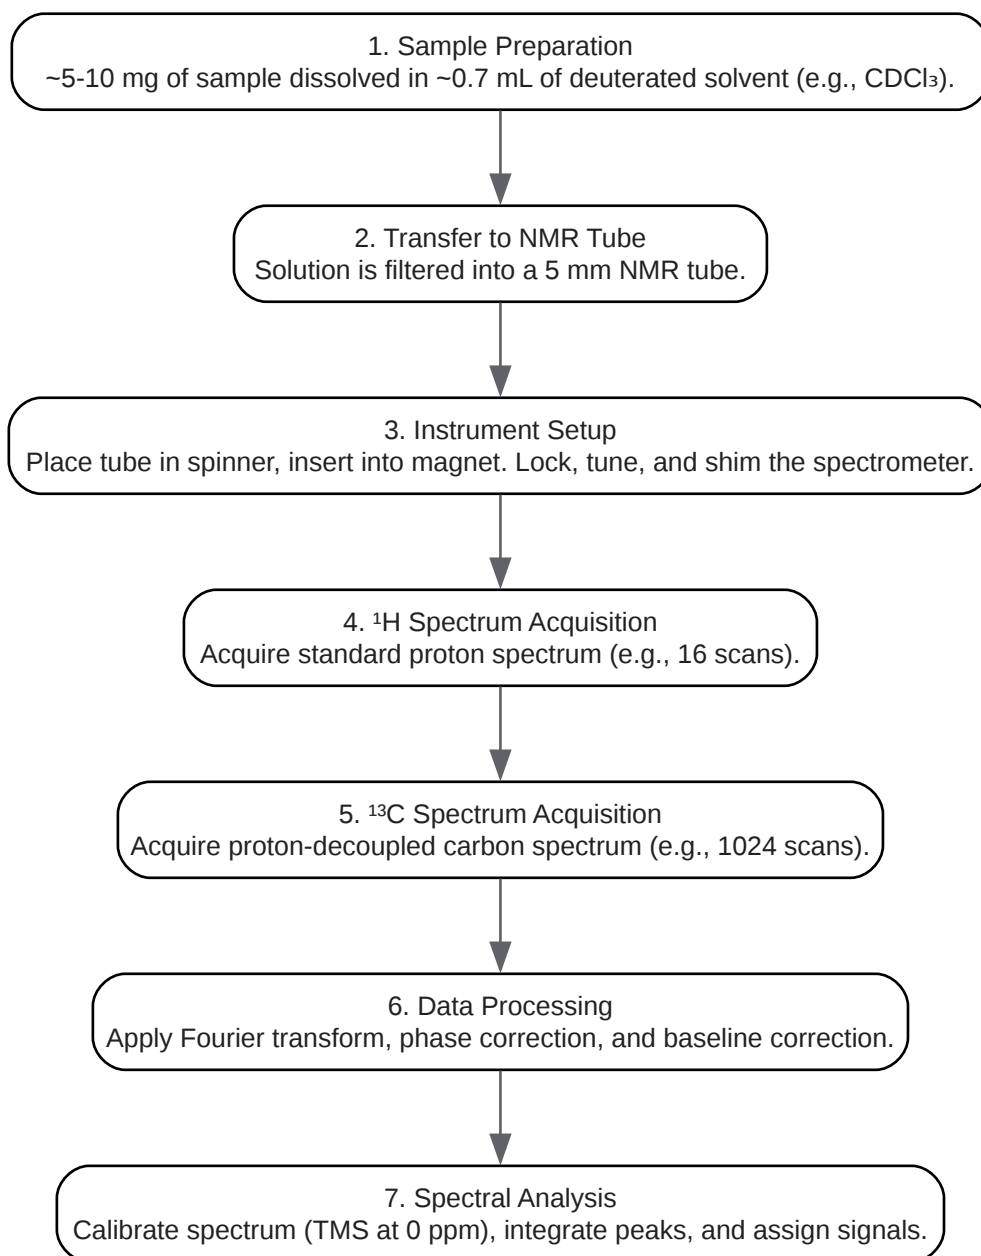 1. Sample Preparation
~5-10 mg of sample dissolved in ~0.7 mL of deuterated solvent (e.g., CDCl₃).
2. Transfer to NMR Tube
Solution is filtered into a 5 mm NMR tube.
3. Instrument Setup
Place tube in spinner, insert into magnet. Lock, tune, and shim the spectrometer.
4. ¹H Spectrum Acquisition
Acquire standard proton spectrum (e.g., 16 scans).
5. ¹³C Spectrum Acquisition
Acquire proton-decoupled carbon spectrum (e.g., 1024 scans).
6. Data Processing
Apply Fourier transform, phase correction, and baseline correction.
7. Spectral Analysis
Calibrate spectrum (TMS at 0 ppm), integrate peaks, and assign signals.